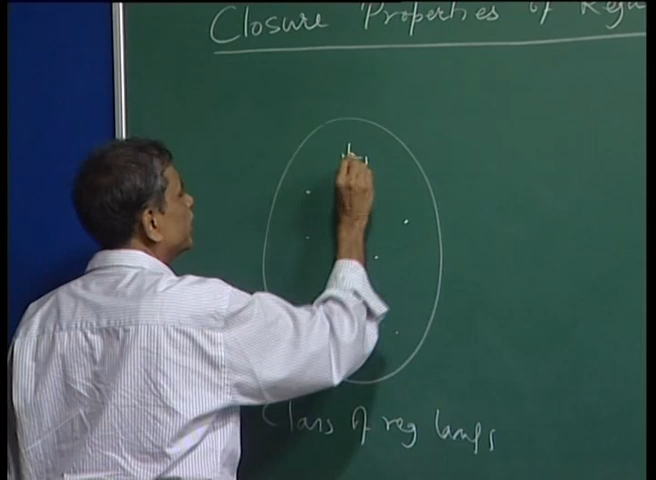 Closure Properties of Regu
L
Class of reg langs